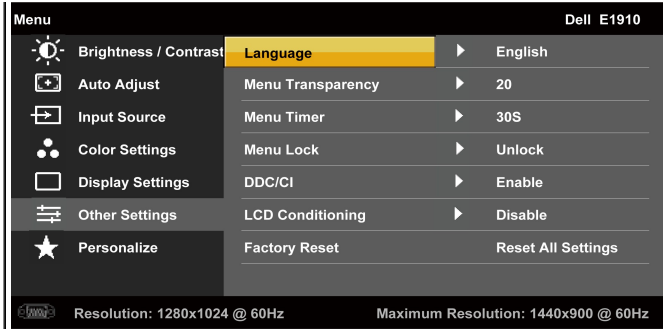 Menu Dell E1910
Brightness / Contrast Language English
Auto Adjust Menu Transparency 20
Input Source Menu Timer 30S
Color Settings Menu Lock Unlock
Display Settings DDC/CI Enable
Other Settings LCD Conditioning Disable
Personalize Factory Reset Reset All Settings
Resolution: 1280x1024 @ 60Hz Maximum Resolution: 1440x900 @ 60Hz